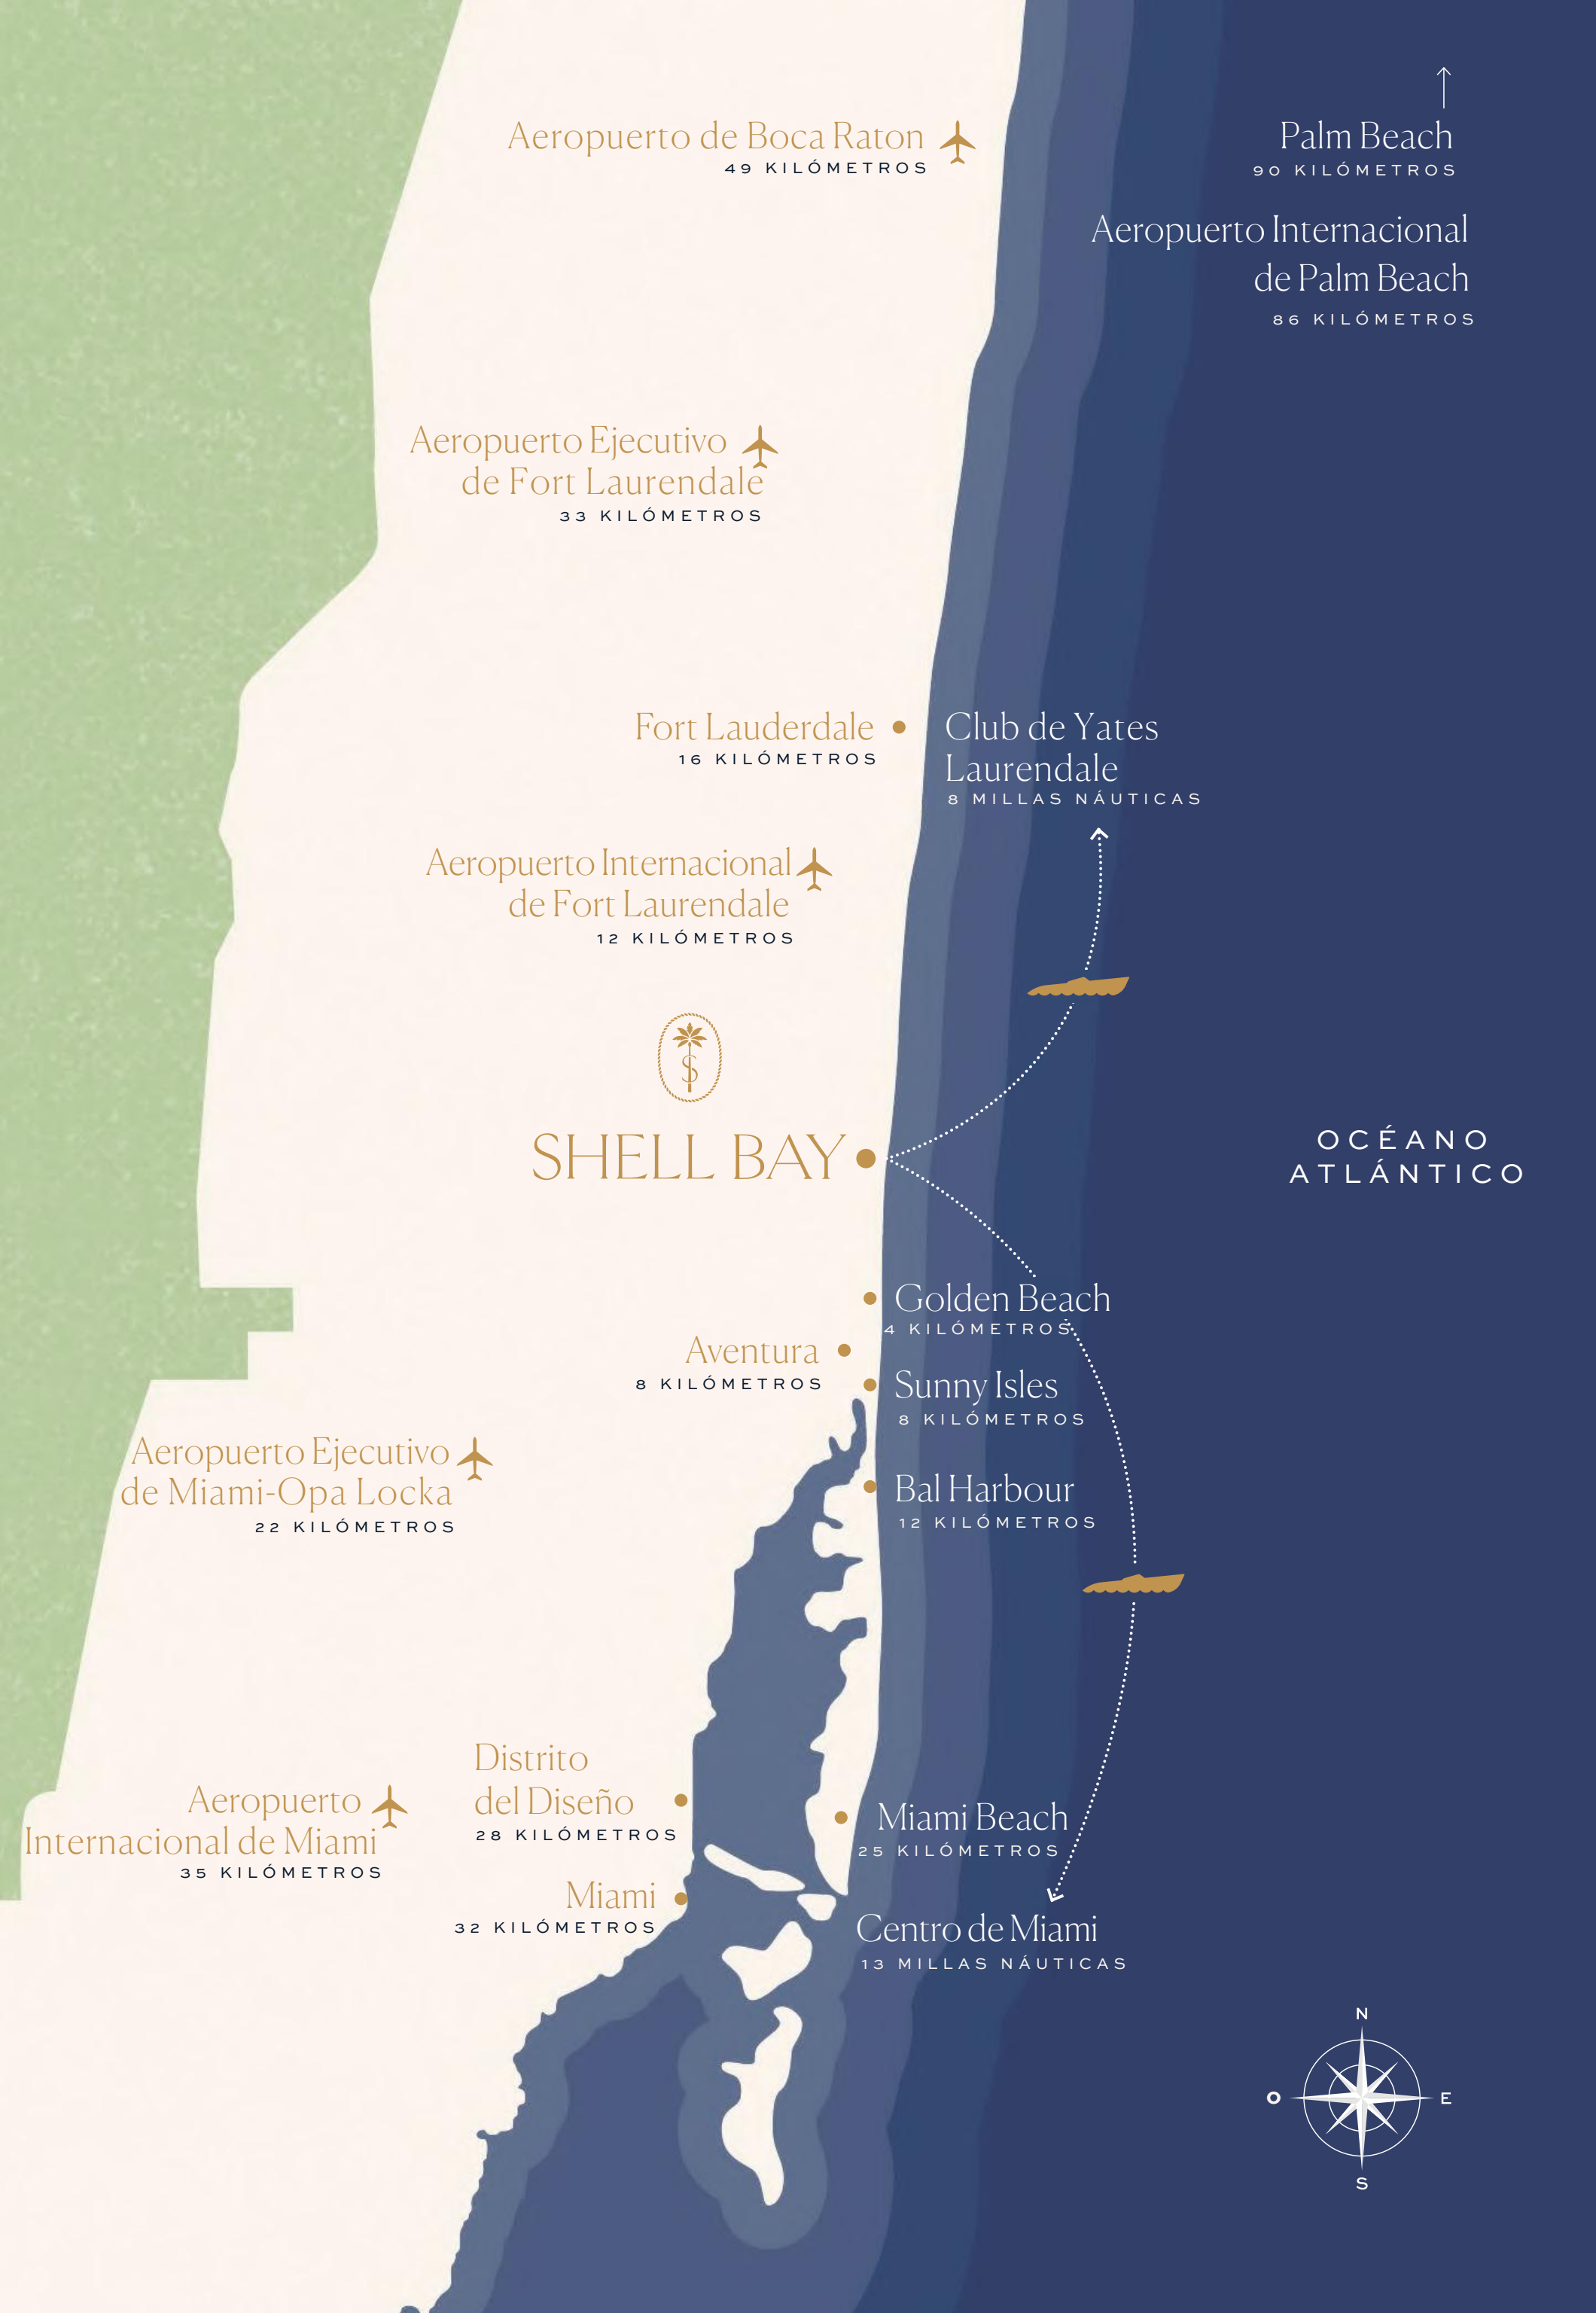 Aeropuerto de Boca Raton
49 KILÓMETROS
Palm Beach
90 KILÓMETROS
Aeropuerto Internacional
de Palm Beach
86 KILÓMETROS
Aeropuerto Ejecutivo
de Fort Laurendale
33 KILÓMETROS
Fort Lauderdale
16 KILÓMETROS
Club de Yates
Laurendale
8 MILLAS NÁUTICAS
Aeropuerto Internacional
de Fort Laurendale
12 KILÓMETROS
S
SHELL BAY
OCÉANO
ATLÁNTICO
Golden Beach
4 KILÓMETROS
Aventura
8 KILÓMETROS
Sunny Isles
8 KILÓMETROS
Aeropuerto Ejecutivo
de Miami-Opa Locka
22 KILÓMETROS
Bal Harbour
12 KILÓMETROS
Distrito
del Diseño
28 KILÓMETROS
Aeropuerto
Internacional de Miami
35 KILÓMETROS
Miami Beach
25 KILÓMETROS
Miami
32 KILÓMETROS
Centro de Miami
13 MILLAS NÁUTICAS
N
O
E
S